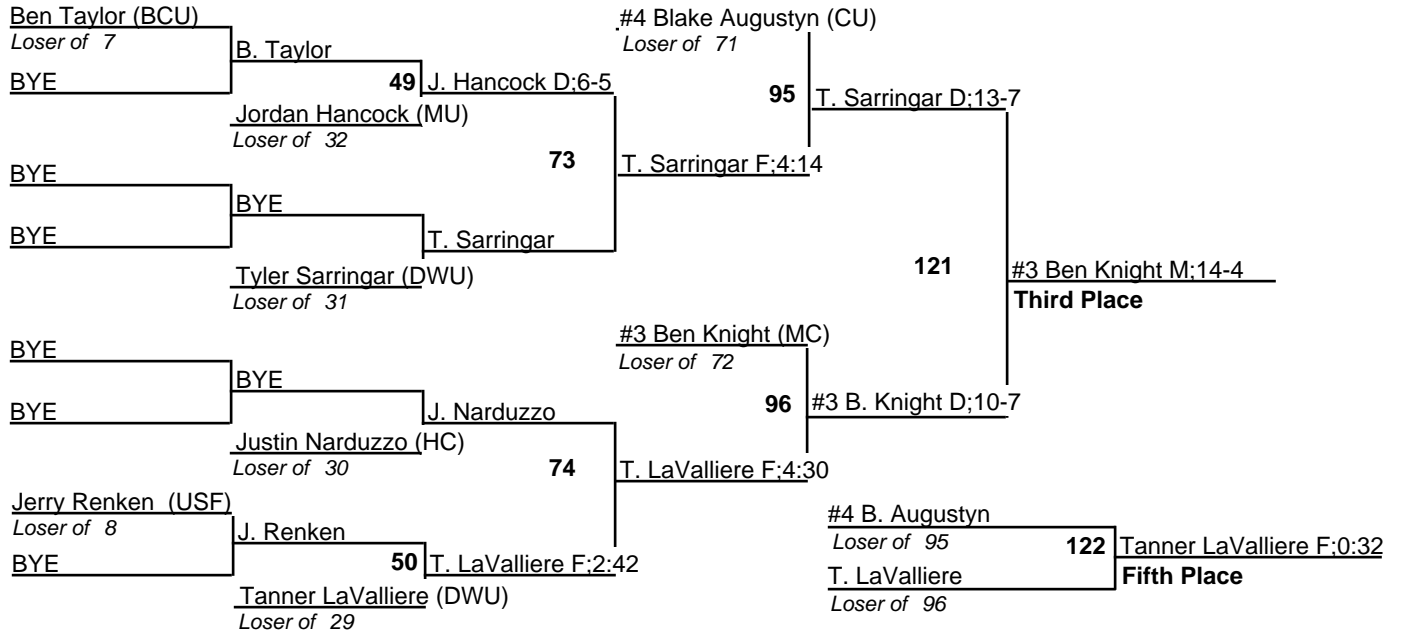 Ben Taylor (BCU)
Loser of 7
BYE
B. Taylor
49
Jordan Hancock (MU)
Loser of 32
J. Hancock D;6-5
BYE
BYE
BYE
Tyler Sarringar (DWU)
Loser of 31
T. Sarringar
73
#4 Blake Augustyn (CU)
Loser of 71
T. Sarringar F;4:14
95
T. Sarringar D;13-7
BYE
BYE
BYE
Justin Narduzzo (HC)
Loser of 30
J. Narduzzo
Jerry Renken (USF)
Loser of 8
BYE
J. Renken
50
Tanner LaValliere (DWU)
Loser of 29
T. LaValliere F;2:42
74
#3 Ben Knight (MC)
Loser of 72
T. LaValliere F;4:30
96
#3 B. Knight D;10-7
121
#3 Ben Knight M;14-4
Third Place
#4 B. Augustyn
Loser of 95
T. LaValliere
Loser of 96
122
Tanner LaValliere F;0:32
Fifth Place